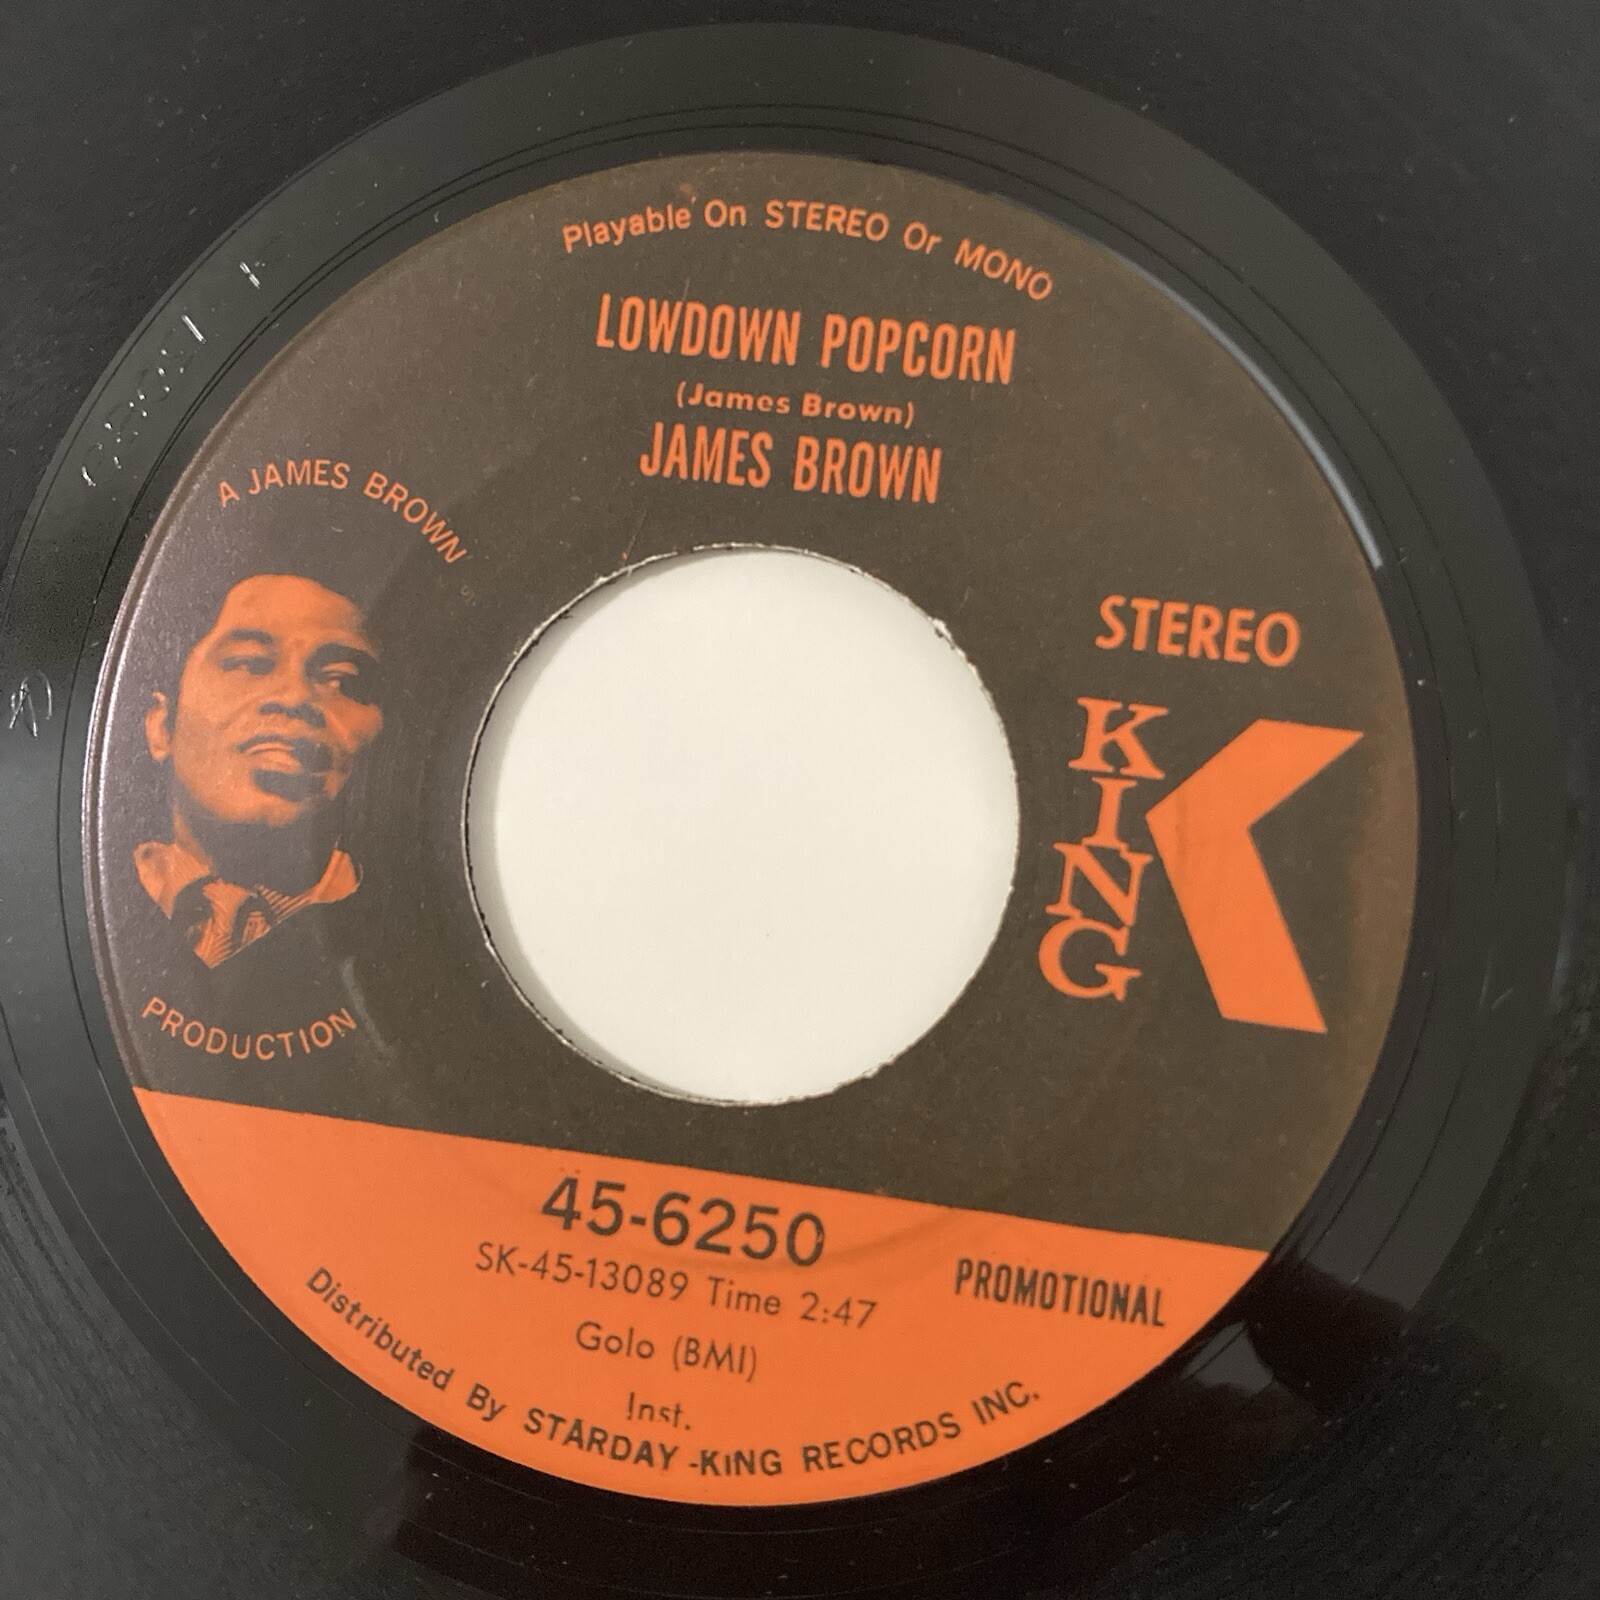 Playable On STEREO Or MONO
LOWDOWN POPCORN
(James Brown)
JAMES BROWN
A JAMES BROWN
PRODUCTION
STEREO
KING
45-6250
SK-45-13089 Time 2:47
PROMOTIONAL
Golo (BMI)
Inst.
Distributed By STARDAY-KING RECORDS INC.